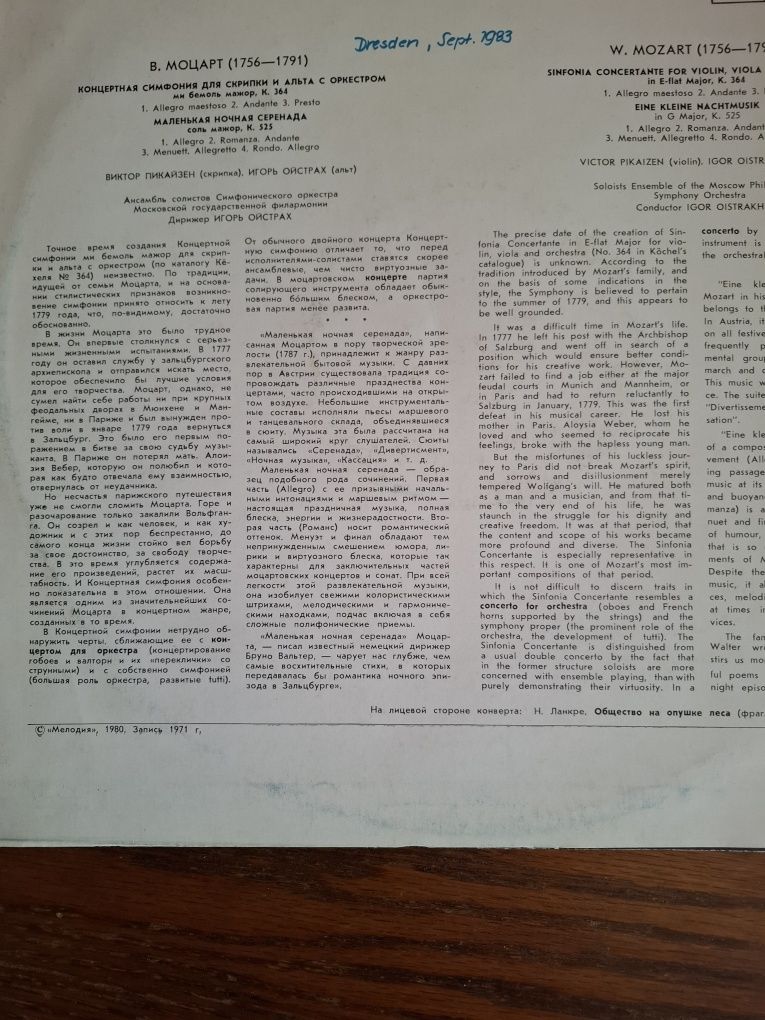 Dresden, Sept. 1983
В. МОЦАРТ (1756—1791)
КОНЦЕРТНАЯ СИМФОНИЯ ДЛЯ СКРИПКИ И АЛЬТА С ОРКЕСТРОМ
ми бемоль мажор, К. 364
1. Allegro maestoso 2. Andante 3. Presto
МАЛЕНЬКАЯ НОЧНАЯ СЕРЕНАДА
соль мажор, К. 525
1. Allegro 2. Romanza. Andante
3. Menuett. Allegretto 4. Rondo. Allegro
ВИКТОР ПИКАЙЗЕН (скрипка), ИГОРЬ ОЙСТРАХ (альт)
Ансамбль солистов Симфонического оркестра
Московской государственной филармонии
Дирижер ИГОРЬ ОЙСТРАХ
Точное время создания Концертной
симфонии ми бемоль мажор для скрип-
ки и альта с оркестром (по каталогу Кё-
хеля № 364) неизвестно. По традиции,
идущей от семьи Моцарта, и на основа-
нии стилистических признаков возникно-
вение симфонии принято относить к лету
1779 года, что, по-видимому, достаточно
обоснованно.
В жизни Моцарта это было трудное
время. Он впервые столкнулся с серьез-
ными жизненными испытаниями. В 1777
году он оставил службу у зальцбургского
архиепископа и отправился искать место,
которое обеспечило бы лучшие условия
для его творчества. Моцарт, однако, не
сумел найти себе работы ни при крупных
феодальных дворах в Мюнхене и Ман-
гейме, ни в Париже и был вынужден про-
тив воли в январе 1779 года вернуться
в Зальцбург. Это было его первым по-
ражением в битве за свою судьбу музы-
канта. В Париже он потерял мать. Алои-
зия Вебер, которую он полюбил и кото-
рая как будто отвечала ему взаимностью,
отвернулась от неудачника.
Но несчастья парижского путешествия
уже не смогли сломить Моцарта. Горе и
разочарование только закалили Вольфган-
га. Он созрел и как человек, и как ху-
дожник и с этих пор беспрестанно, до
самого конца жизни стойко вел борьбу
за свое достоинство, за свободу творче-
ства. В это время углубляется содержа-
ние его произведений, растет их масш-
табность. И Концертная симфония особен-
но показательна в этом отношении. Она
является одним из значительнейших со-
чинений Моцарта в концертном жанре,
созданных в то время.
В Концертной симфонии нетрудно об-
наружить черты, сближающие ее с кон-
цертом для оркестра (концертирование
гобоев и валторн и их «переклички» со
струнными) и с собственно симфонией
(большая роль оркестра, развитые tutti).
От обычного двойного концерта Концерт-
ную симфонию отличает то, что перед
исполнителями-солистами ставятся скорее
ансамблевые, чем чисто виртуозные за-
дачи. В моцартовском концерте партия
солирующего инструмента обладает обык-
новенно бо́льшим блеском, а оркестро-
вая партия менее развита.
* * *
«Маленькая ночная серенада», напи-
санная Моцартом в пору творческой зре-
лости (1787 г.), принадлежит к жанру раз-
влекательной бытовой музыки. С давних
пор в Австрии существовала традиция со-
провождать различные празднества кон-
цертами, часто происходившими на откры-
том воздухе. Небольшие инструменталь-
ные составы исполняли пьесы маршевого
и танцевального склада, объединявшиеся
в сюиту. Музыка эта была рассчитана на
самый широкий круг слушателей. Сюиты
назывались «Серенада», «Дивертисмент»,
«Ночная музыка», «Кассация» и т. д.
Маленькая ночная серенада — обра-
зец подобного рода сочинений. Первая
часть (Allegro) с ее призывными началь-
ными интонациями и маршевым ритмом —
настоящая праздничная музыка, полная
блеска, энергии и жизнерадости. Вто-
рая часть (Романс) носит романтический
оттенок. Менуэт и финал обладают тем
непринужденным смешением юмора, ли-
рики и виртуозного блеска, которые так
характерны для заключительных частей
моцартовских концертов и сонат. При всей
легкости этой развлекательной музыки,
она изобилует свежими колористическими
штрихами, мелодическими и гармониче-
скими находками, подчас включая в себя
сложные полифонические приемы.
«Маленькая ночная серенада» Моцар-
та, — писал известный немецкий дирижер
Бруно Вальтер, — чарует нас глубже, чем
самые восхитительные стихи, в которых
передавалась бы романтика ночного эпи-
зода в Зальцбурге».
W. MOZART (1756—179
SINFONIA CONCERTANTE FOR VIOLIN, VIOLA
in E-flat Major, K. 364
1. Allegro maestoso 2. Andante 3.
EINE KLEINE NACHTMUSIK
in G Major, K. 525
1. Allegro 2. Romanza. Andant
3. Menuett. Allegretto 4. Rondo. A
VICTOR PIKAIZEN (violin), IGOR OISTR
Soloists Ensemble of the Moscow Phil
Symphony Orchestra
Conductor IGOR OISTRAKH
The precise date of the creation of Sin-
fonia Concertante in E-flat Major for vio-
lin, viola and orchestra (No. 364 in Köchel's
catalogue) is unknown. According to the
tradition introduced by Mozart's family, and
on the basis of some indications in the
style, the Symphony is believed to pertain
to the summer of 1779, and this appears to
be well grounded.
It was a difficult time in Mozart's life.
In 1777 he left his post with the Archbishop
of Salzburg and went off in search of a
position which would ensure better condi-
tions for his creative work. However, Mo-
zart failed to find a job either at the major
feudal courts in Munich and Mannheim, or
in Paris and had to return reluctantly to
Salzburg in January, 1779. This was the first
defeat in his musical career. He lost his
mother in Paris. Aloysia Weber, whom he
loved and who seemed to reciprocate his
feelings, broke with the hapless young man.
But the misfortunes of his luckless jour-
ney to Paris did not break Mozart's spirit,
and sorrows and disillusionment merely
tempered Wolfgang's will. He matured both
as a man and a musician, and from that ti-
me to the very end of his life, he was
staunch in the struggle for his dignity and
creative freedom. It was at that period, that
the content and scope of his works became
more profound and diverse. The Sinfonia
Concertante is especially representative in
this respect. It is one of Mozart's most im-
portant compositions of that period.
It is not difficult to discern traits in
which the Sinfonia Concertante resembles a
concerto for orchestra (oboes and French
horns supported by the strings) and the
symphony proper (the prominent role of the
orchestra, the development of tutti). The
Sinfonia Concertante is distinguished from
a usual double concerto by the fact that
in the former structure soloists are more
concerned with ensemble playing, than with
purely demonstrating their virtuosity. In a
concerto by
instrument is
the orchestral
"Eine kle
Mozart in his
belongs to th
In Austria, it
on all festive
frequently p
mental group
march and d
This music w
ce. The suite
"Divertisseme
sation".
"Eine kle
of a compos
vement (Alle
ing passage
music at its
and buoyanc
manza) is a
nuet and fin
of humour,
that is so
ments of M
Despite the
music, it al
ces, melodi
at times in
vices.
The fam
Walter wro
stirs us mo
ful poems
night episo
На лицевой стороне конверта: Н. Ланкре, Общество на опушке леса (фраг
© «Мелодия», 1980, Запись 1971 г,